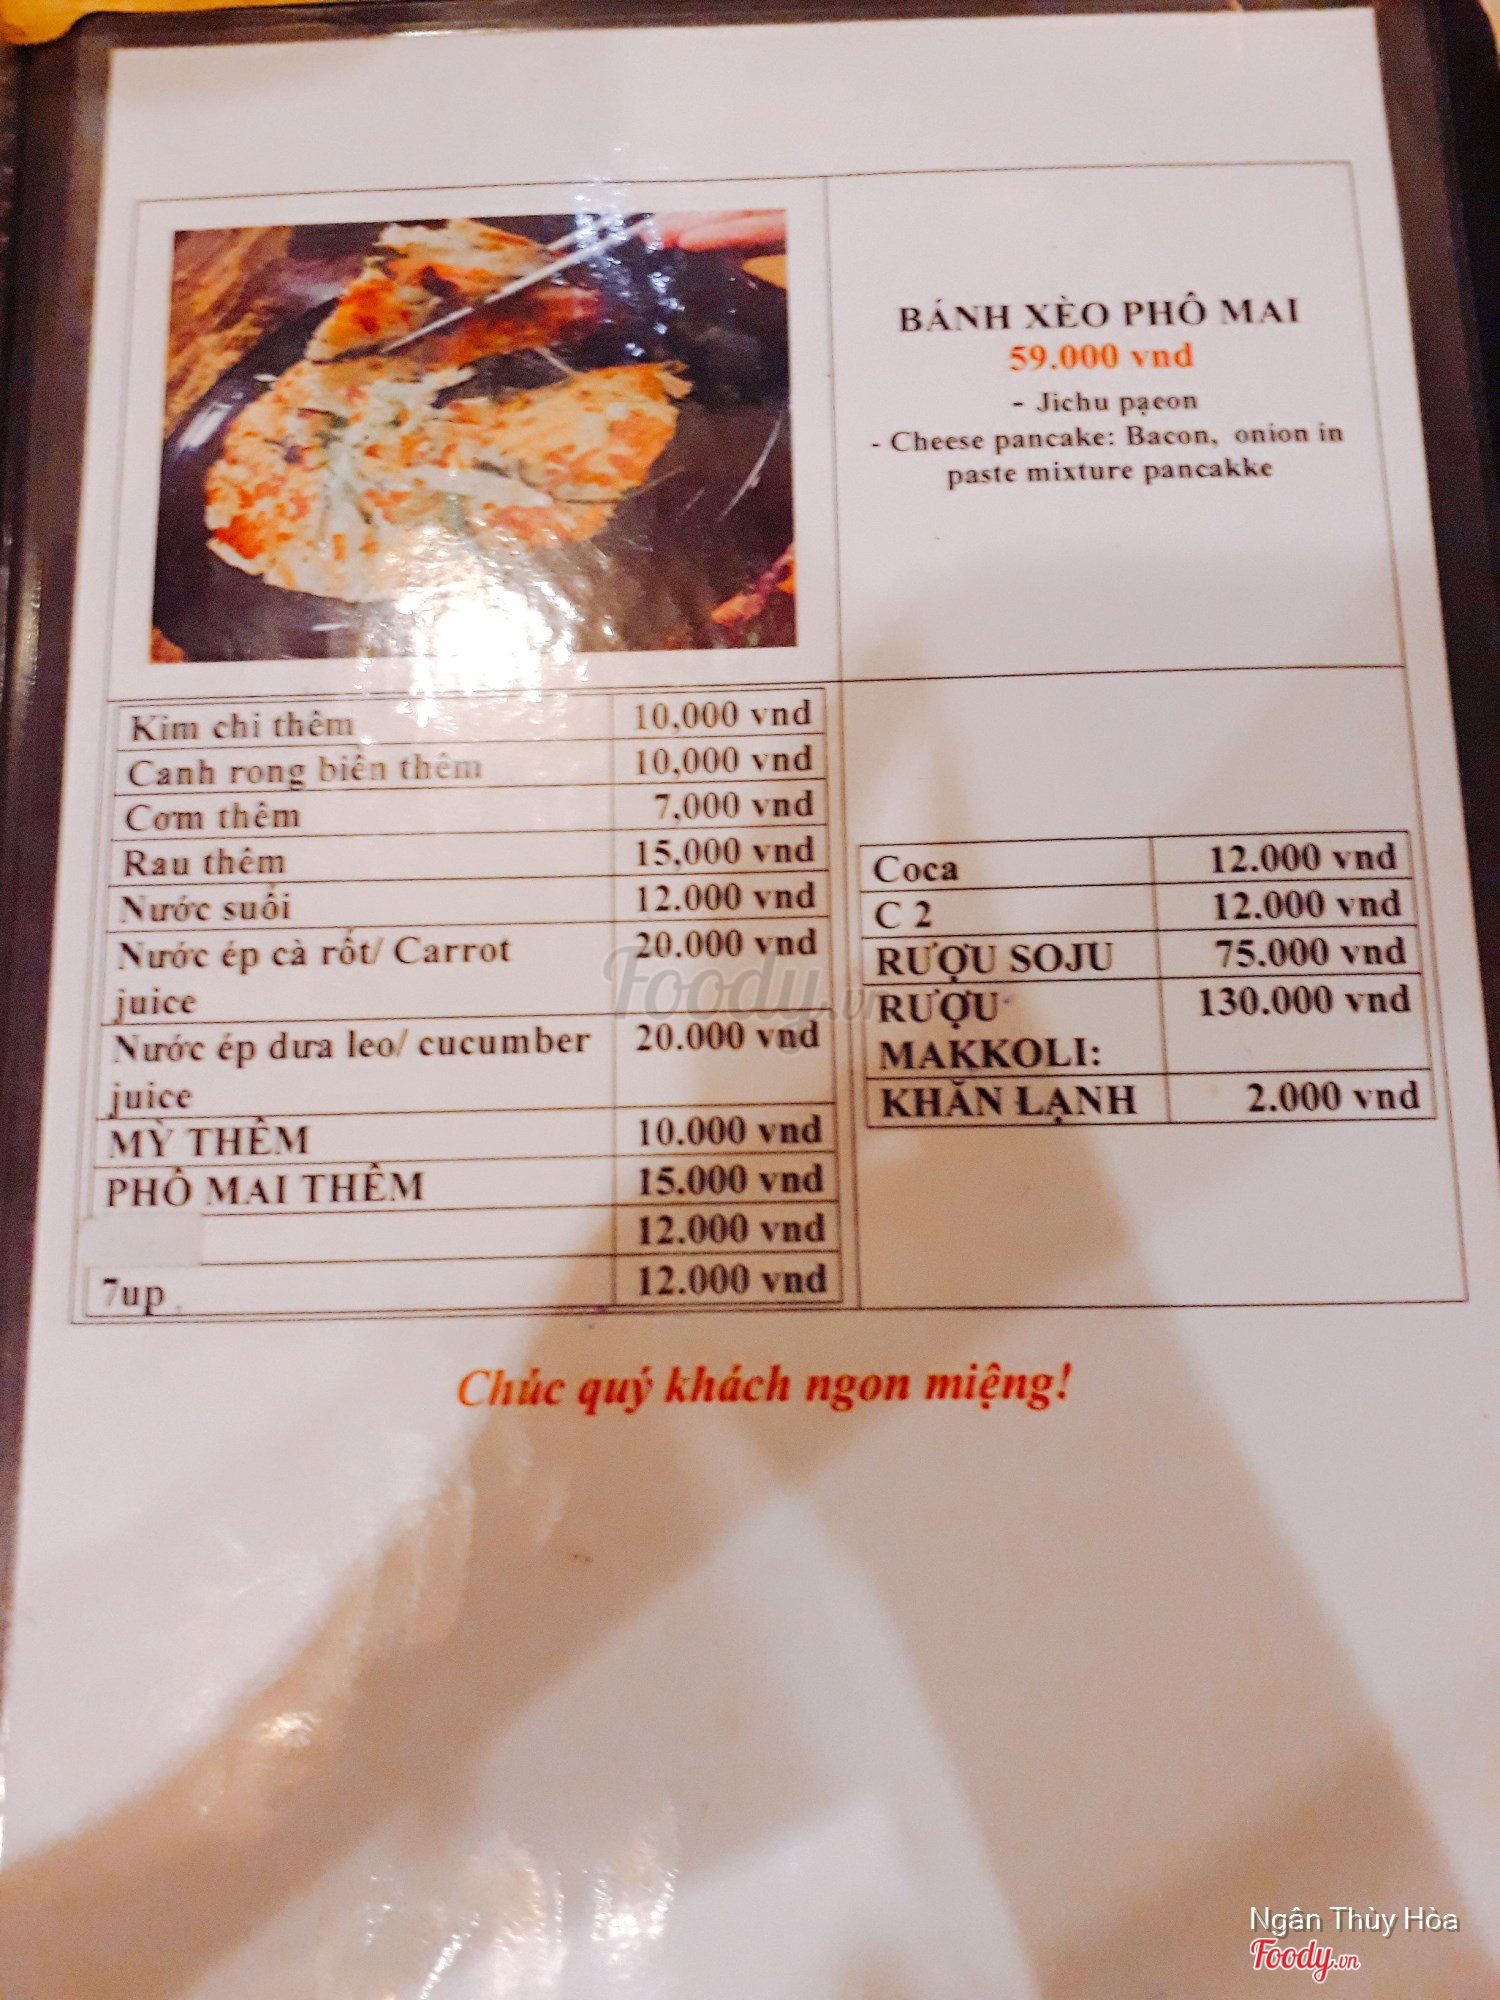 BÁNH XÈO PHÔ MAI
59.000 vnd
- Jichu pạeon
- Cheese pancake: Bacon, onion in
paste mixture pancakke
Kim chi thêm 10,000 vnd
Canh rong biển thêm 10,000 vnd
Cơm thêm 7,000 vnd
Rau thêm 15,000 vnd
Nước suối 12.000 vnd
Nước ép cà rốt/ Carrot 20.000 vnd
juice
Nước ép dưa leo/ cucumber 20.000 vnd
juice
MỲ THÊM 10.000 vnd
PHÔ MAI THÊM 15.000 vnd
12.000 vnd
7up 12.000 vnd
Coca 12.000 vnd
C 2 12.000 vnd
RƯỢU SOJU 75.000 vnd
RƯỢU 130.000 vnd
MAKKOLI:
KHĂN LẠNH 2.000 vnd
Foody.vn
Chúc quý khách ngon miệng!
Ngân Thùy Hòa
Foody.vn